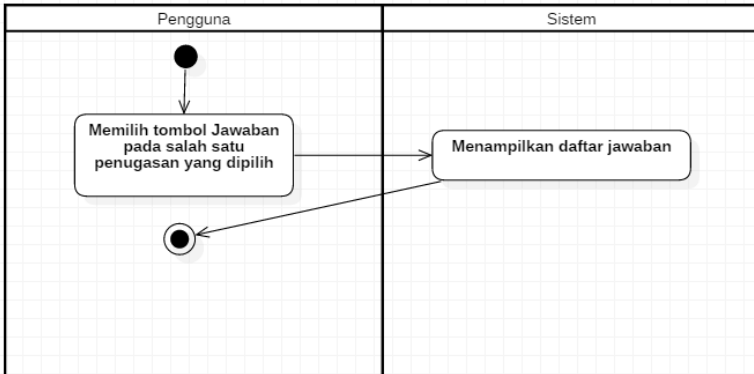 Pengguna
Sistem
Memilih tombol Jawaban
pada salah satu
penugasan yang dipilih
Menampilkan daftar jawaban